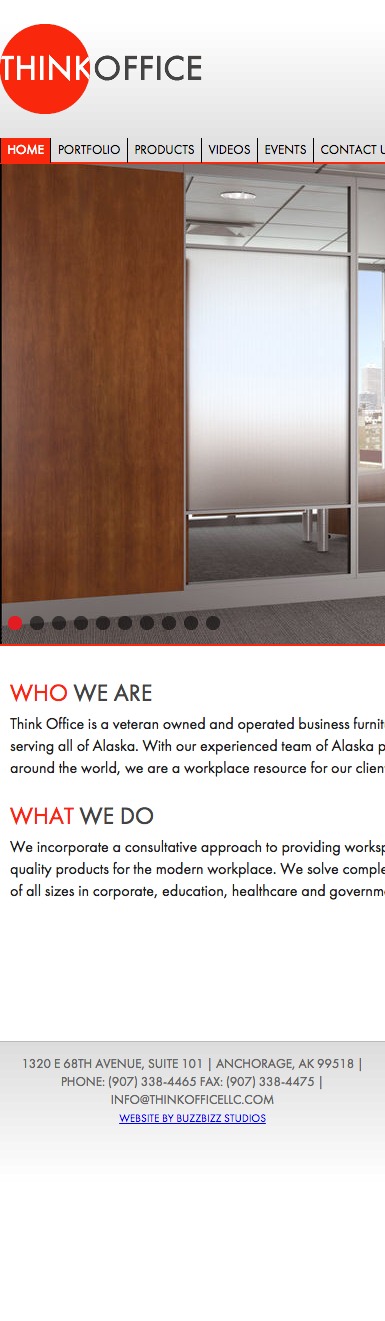 THINKOFFICE
HOME PORTFOLIO PRODUCTS VIDEOS EVENTS CONTACT U
WHO WE ARE
Think Office is a veteran owned and operated business furnit
serving all of Alaska. With our experienced team of Alaska p
around the world, we are a workplace resource for our clien
WHAT WE DO
We incorporate a consultative approach to providing worksp
quality products for the modern workplace. We solve comple
of all sizes in corporate, education, healthcare and governme
1320 E 68TH AVENUE, SUITE 101 | ANCHORAGE, AK 99518 |
PHONE: (907) 338-4465 FAX: (907) 338-4475 |
INFO@THINKOFFICELLC.COM
WEBSITE BY BUZZBIZZ STUDIOS